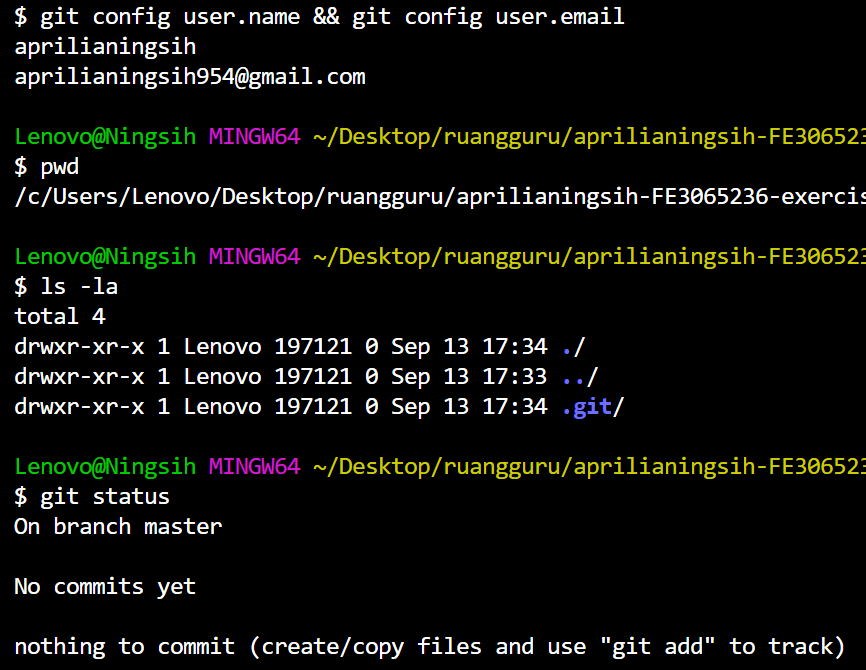 $ git config user.name && git config user.email
aprilianingsih
aprilianingsih954@gmail.com
Lenovo@Ningsih MINGW64 ~/Desktop/ruangguru/aprilianingsih-FE306523
$ pwd
/c/Users/Lenovo/Desktop/ruangguru/aprilianingsih-FE3065236-exercis
Lenovo@Ningsih MINGW64 ~/Desktop/ruangguru/aprilianingsih-FE306523
$ ls -la
total 4
drwxr-xr-x 1 Lenovo 197121 0 Sep 13 17:34 ./
drwxr-xr-x 1 Lenovo 197121 0 Sep 13 17:33 ../
drwxr-xr-x 1 Lenovo 197121 0 Sep 13 17:34 .git/
Lenovo@Ningsih MINGW64 ~/Desktop/ruangguru/aprilianingsih-FE306523
$ git status
On branch master
No commits yet
nothing to commit (create/copy files and use "git add" to track)